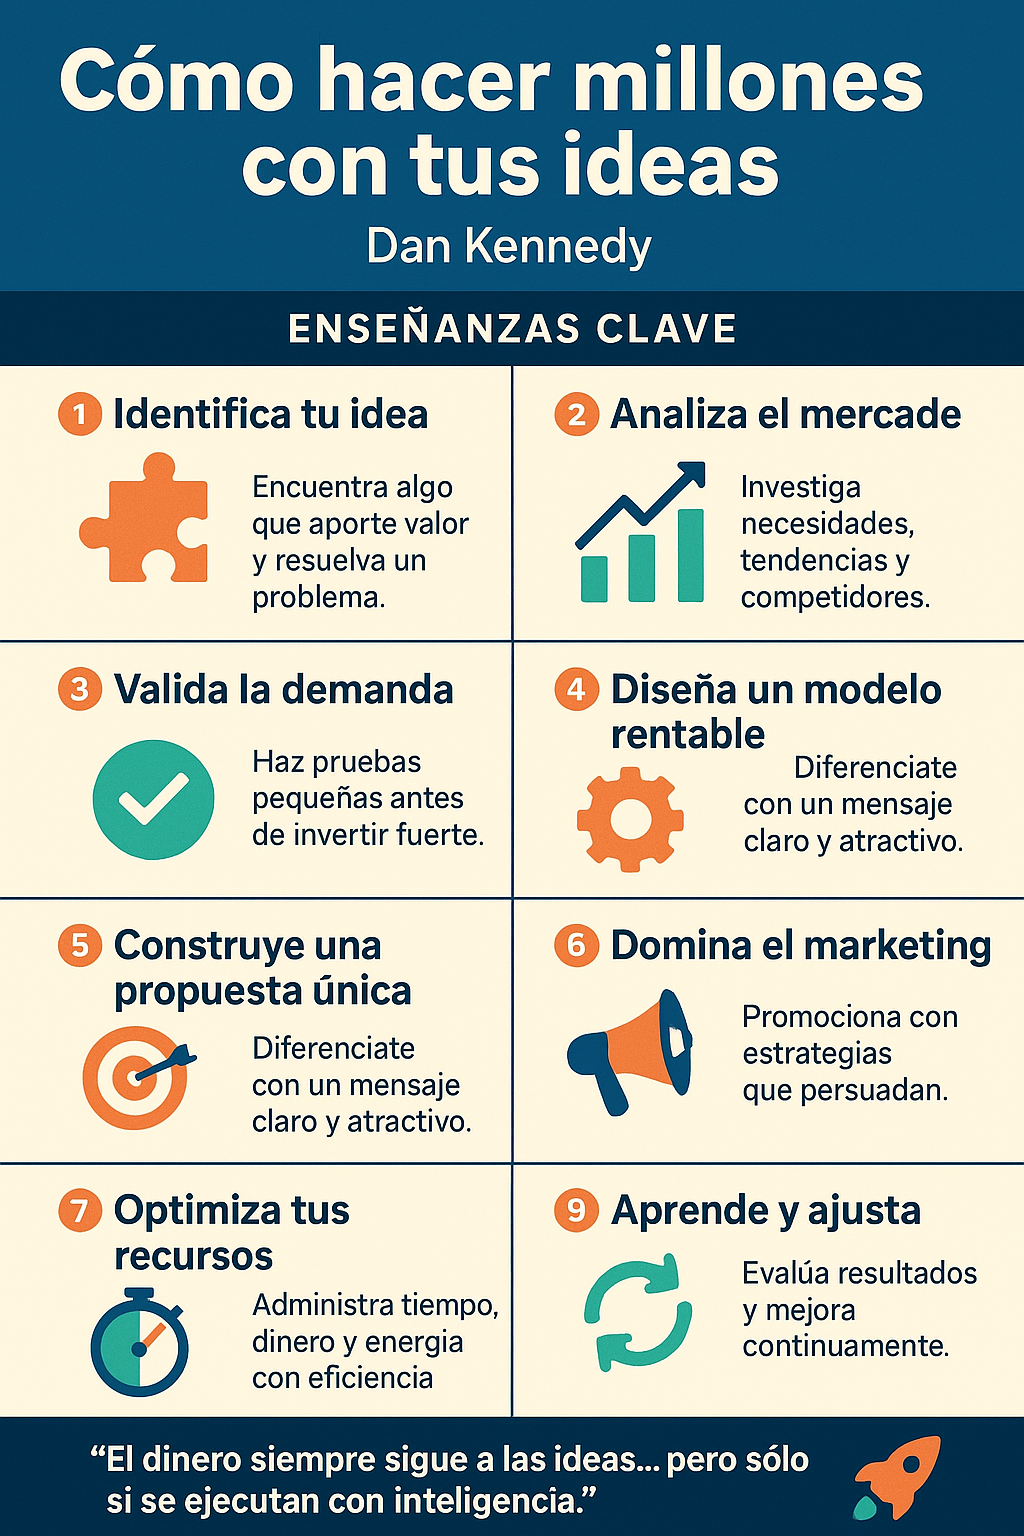 Cómo hacer millones
con tus ideas
Dan Kennedy
ENSEÑANZAS CLAVE
1 Identifica tu idea
Encuentra algo
que aporte valor
y resuelva un
problema.
2 Analiza el mercade
Investiga
necesidades,
tendencias y
competidores.
3 Valida la demanda
Haz pruebas
pequeñas antes
de invertir fuerte.
4 Diseña un modelo
rentable
Diferenciate
con un mensaje
claro y atractivo.
5 Construye una
propuesta única
Diferenciate
con un mensaje
claro y atractivo.
6 Domina el marketing
Promociona con
estrategias
que persuadan.
7 Optimiza tus
recursos
Administra tiempo,
dinero y energia
con eficiencia
9 Aprende y ajusta
Evalúa resultados
y mejora
continuamente.
“El dinero siempre sigue a las ideas... pero sólo
si se ejecutan con inteligencia.”